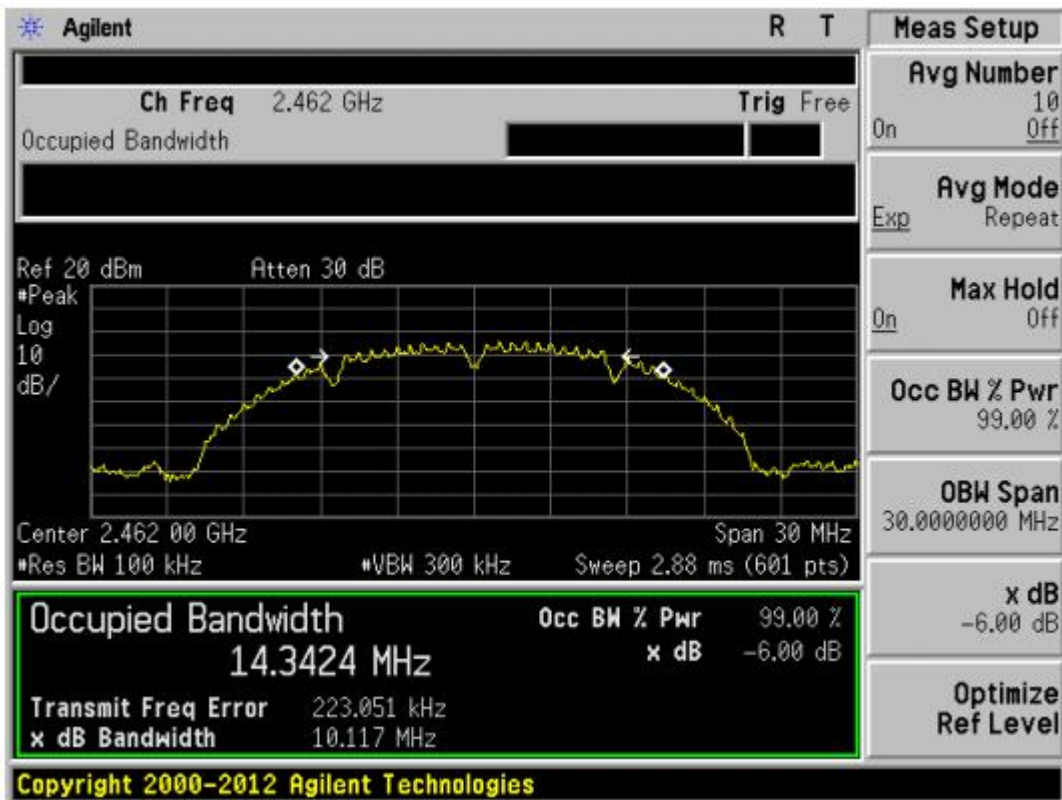 Agilent R T
Ch Freq 2.462 GHz Trig Free
Occupied Bandwidth
Ref 20 dBm Atten 30 dB
#Peak
Log
10
dB/
Center 2.462 00 GHz Span 30 MHz
#Res BW 100 kHz #VBW 300 kHz Sweep 2.88 ms (601 pts)
Occupied Bandwidth Occ BW % Pwr 99.00 %
14.3424 MHz x dB -6.00 dB
Transmit Freq Error 223.051 kHz
x dB Bandwidth 10.117 MHz
Copyright 2000-2012 Agilent Technologies
Meas Setup
Avg Number
10
On Off
Avg Mode
Exp Repeat
Max Hold
On Off
Occ BW % Pwr
99.00 %
OBW Span
30.0000000 MHz
x dB
-6.00 dB
Optimize
Ref Level